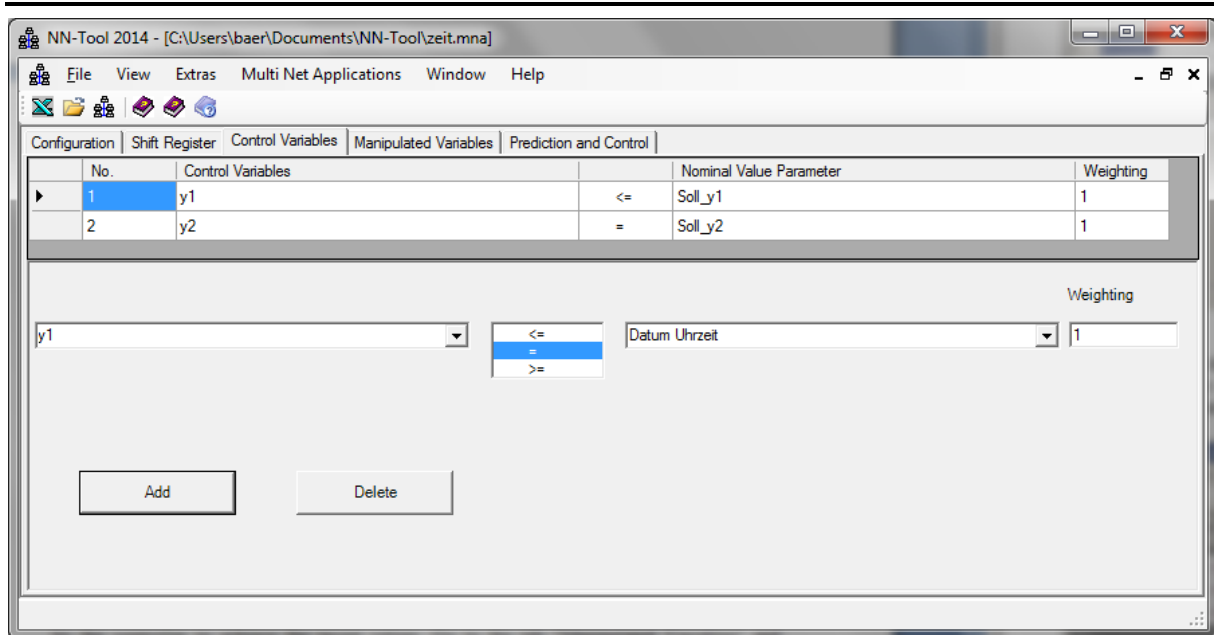 NN-Tool 2014 - [C:\Users\baer\Documents\NN-Tool\zeit.mna]
File View Extras Multi Net Applications Window Help
Configuration Shift Register Control Variables Manipulated Variables Prediction and Control
No. Control Variables Nominal Value Parameter Weighting
1 y1 <= Soll_y1 1
2 y2 = Soll_y2 1
Weighting
y1 <= Datum Uhrzeit 1
=
>=
Add Delete